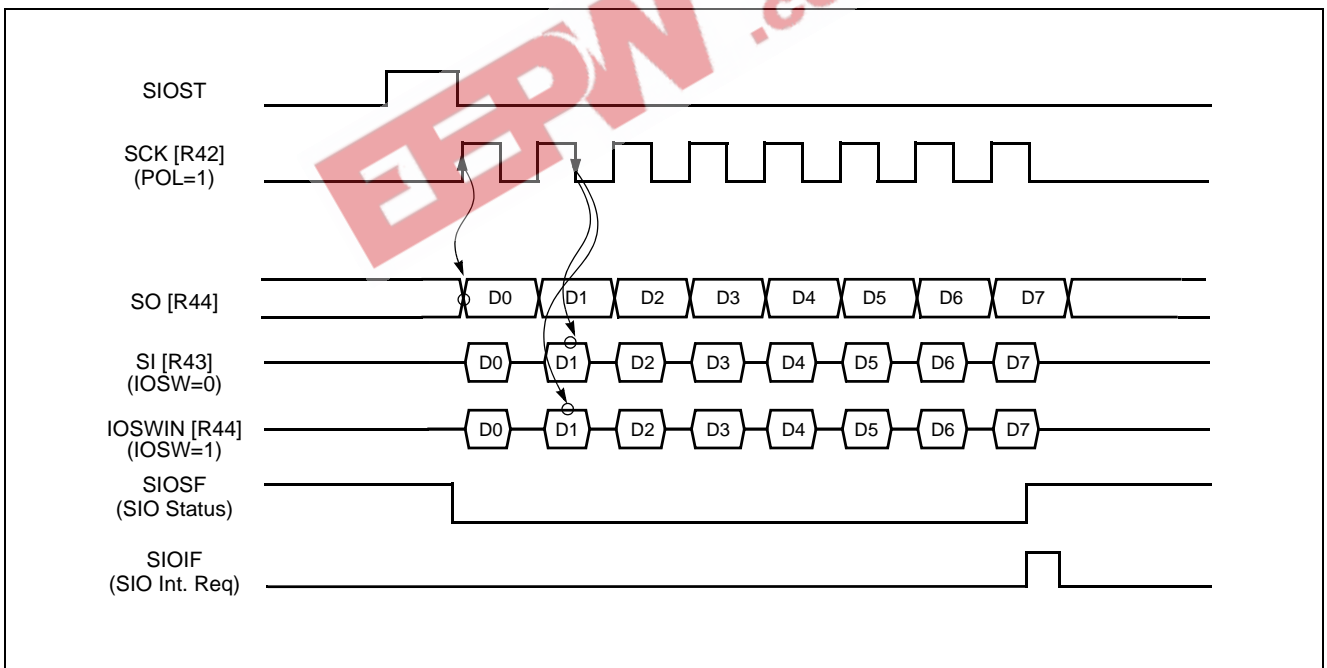 EEPW.co
SIOST
SCK [R42]
(POL=1)
SO [R44]
D0 D1 D2 D3 D4 D5 D6 D7
SI [R43]
(IOSW=0)
D0 D1 D2 D3 D4 D5 D6 D7
IOSWIN [R44]
(IOSW=1)
D0 D1 D2 D3 D4 D5 D6 D7
SIOSF
(SIO Status)
SIOIF
(SIO Int. Req)